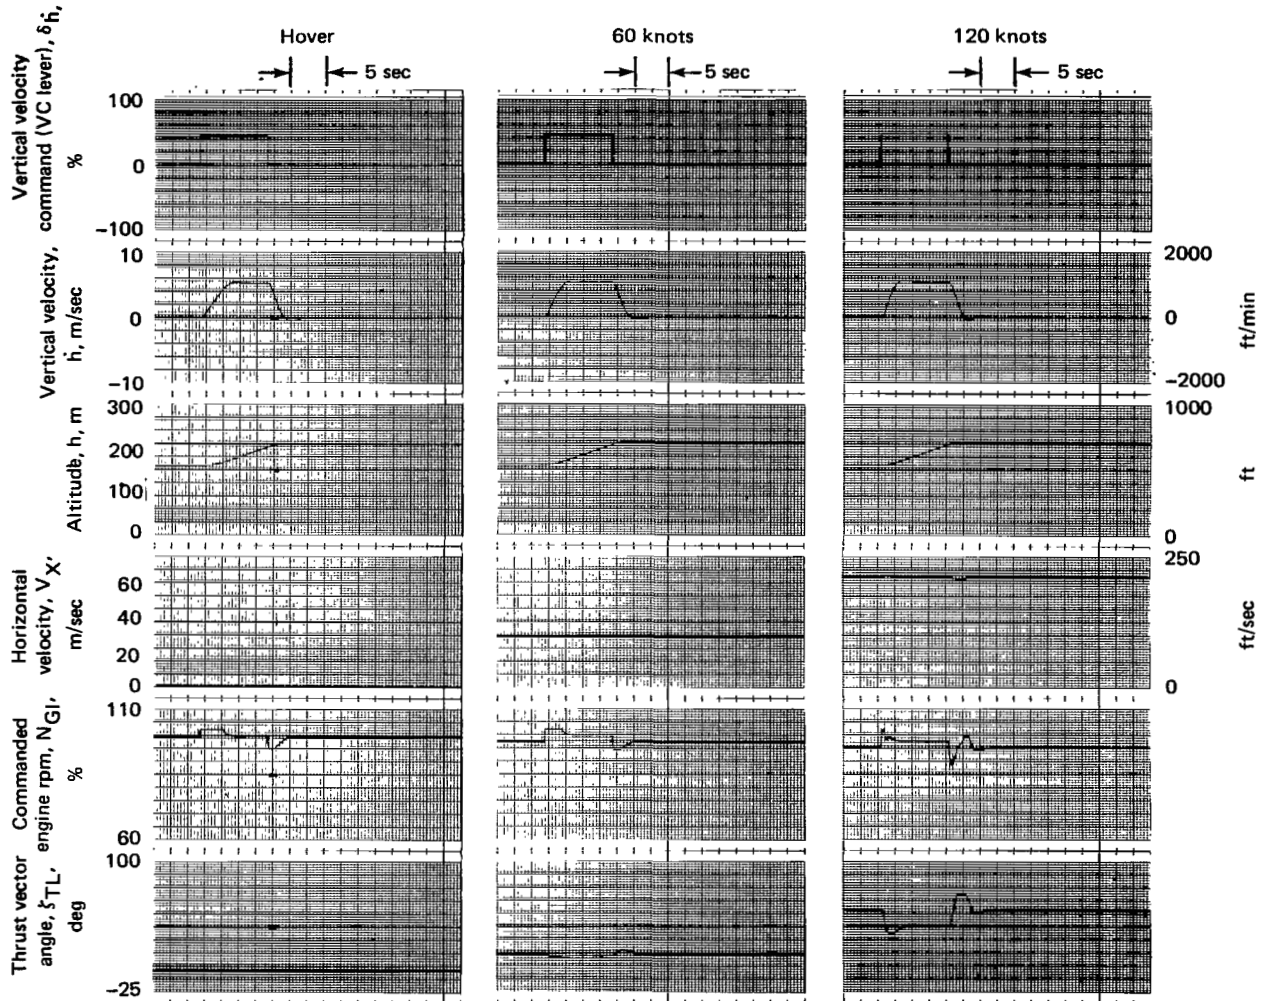 Hover
60 knots
120 knots
5 sec
5 sec
5 sec
Vertical velocity
command (VC lever), δḣ,
%
100
0
-100
Vertical velocity,
ḣ, m/sec
10
0
-10
2000
0
-2000
ft/min
Altitude, h, m
300
200
100
0
1000
0
ft
Horizontal
velocity, VX,
m/sec
60
40
20
0
250
0
ft/sec
Commanded
engine rpm, NGI,
%
110
60
Thrust vector
angle, ζTL,
deg
100
-25